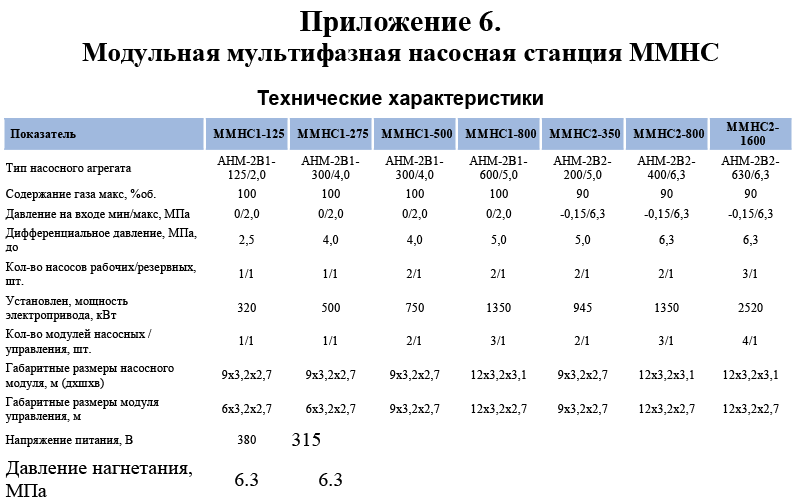 Приложение 6.
Модульная мультифазная насосная станция ММНС
Технические характеристики
Показатель ММНС1-125 ММНС1-275 ММНС1-500 ММНС1-800 ММНС2-350 ММНС2-800 ММНС2-1600
Тип насосного агрегата АНМ-2В1-125/2,0 АНМ-2В1-300/4,0 АНМ-2В1-300/4,0 АНМ-2В1-600/5,0 АНМ-2В2-200/5,0 АНМ-2В2-400/6,3 АНМ-2В2-630/6,3
Содержание газа макс, %об. 100 100 100 100 90 90 90
Давление на входе мин/макс, МПа 0/2,0 0/2,0 0/2,0 0/2,0 -0,15/6,3 -0,15/6,3 -0,15/6,3
Дифференциальное давление, МПа, до 2,5 4,0 4,0 5,0 5,0 6,3 6,3
Кол-во насосов рабочих/резервных, шт. 1/1 1/1 2/1 2/1 2/1 2/1 3/1
Установлен, мощность электропривода, кВт 320 500 750 1350 945 1350 2520
Кол-во модулей насосных / управления, шт. 1/1 1/1 2/1 3/1 2/1 3/1 4/1
Габаритные размеры насосного модуля, м (дхшхв) 9х3,2х2,7 9х3,2х2,7 9х3,2х2,7 12х3,2х3,1 9х3,2х2,7 12х3,2х3,1 12х3,2х3,1
Габаритные размеры модуля управления, м 6х3,2х2,7 6х3,2х2,7 9х3,2х2,7 12х3,2х2,7 9х3,2х2,7 12х3,2х2,7 12х3,2х2,7
Напряжение питания, В 380 315
Давление нагнетания, МПа 6.3 6.3